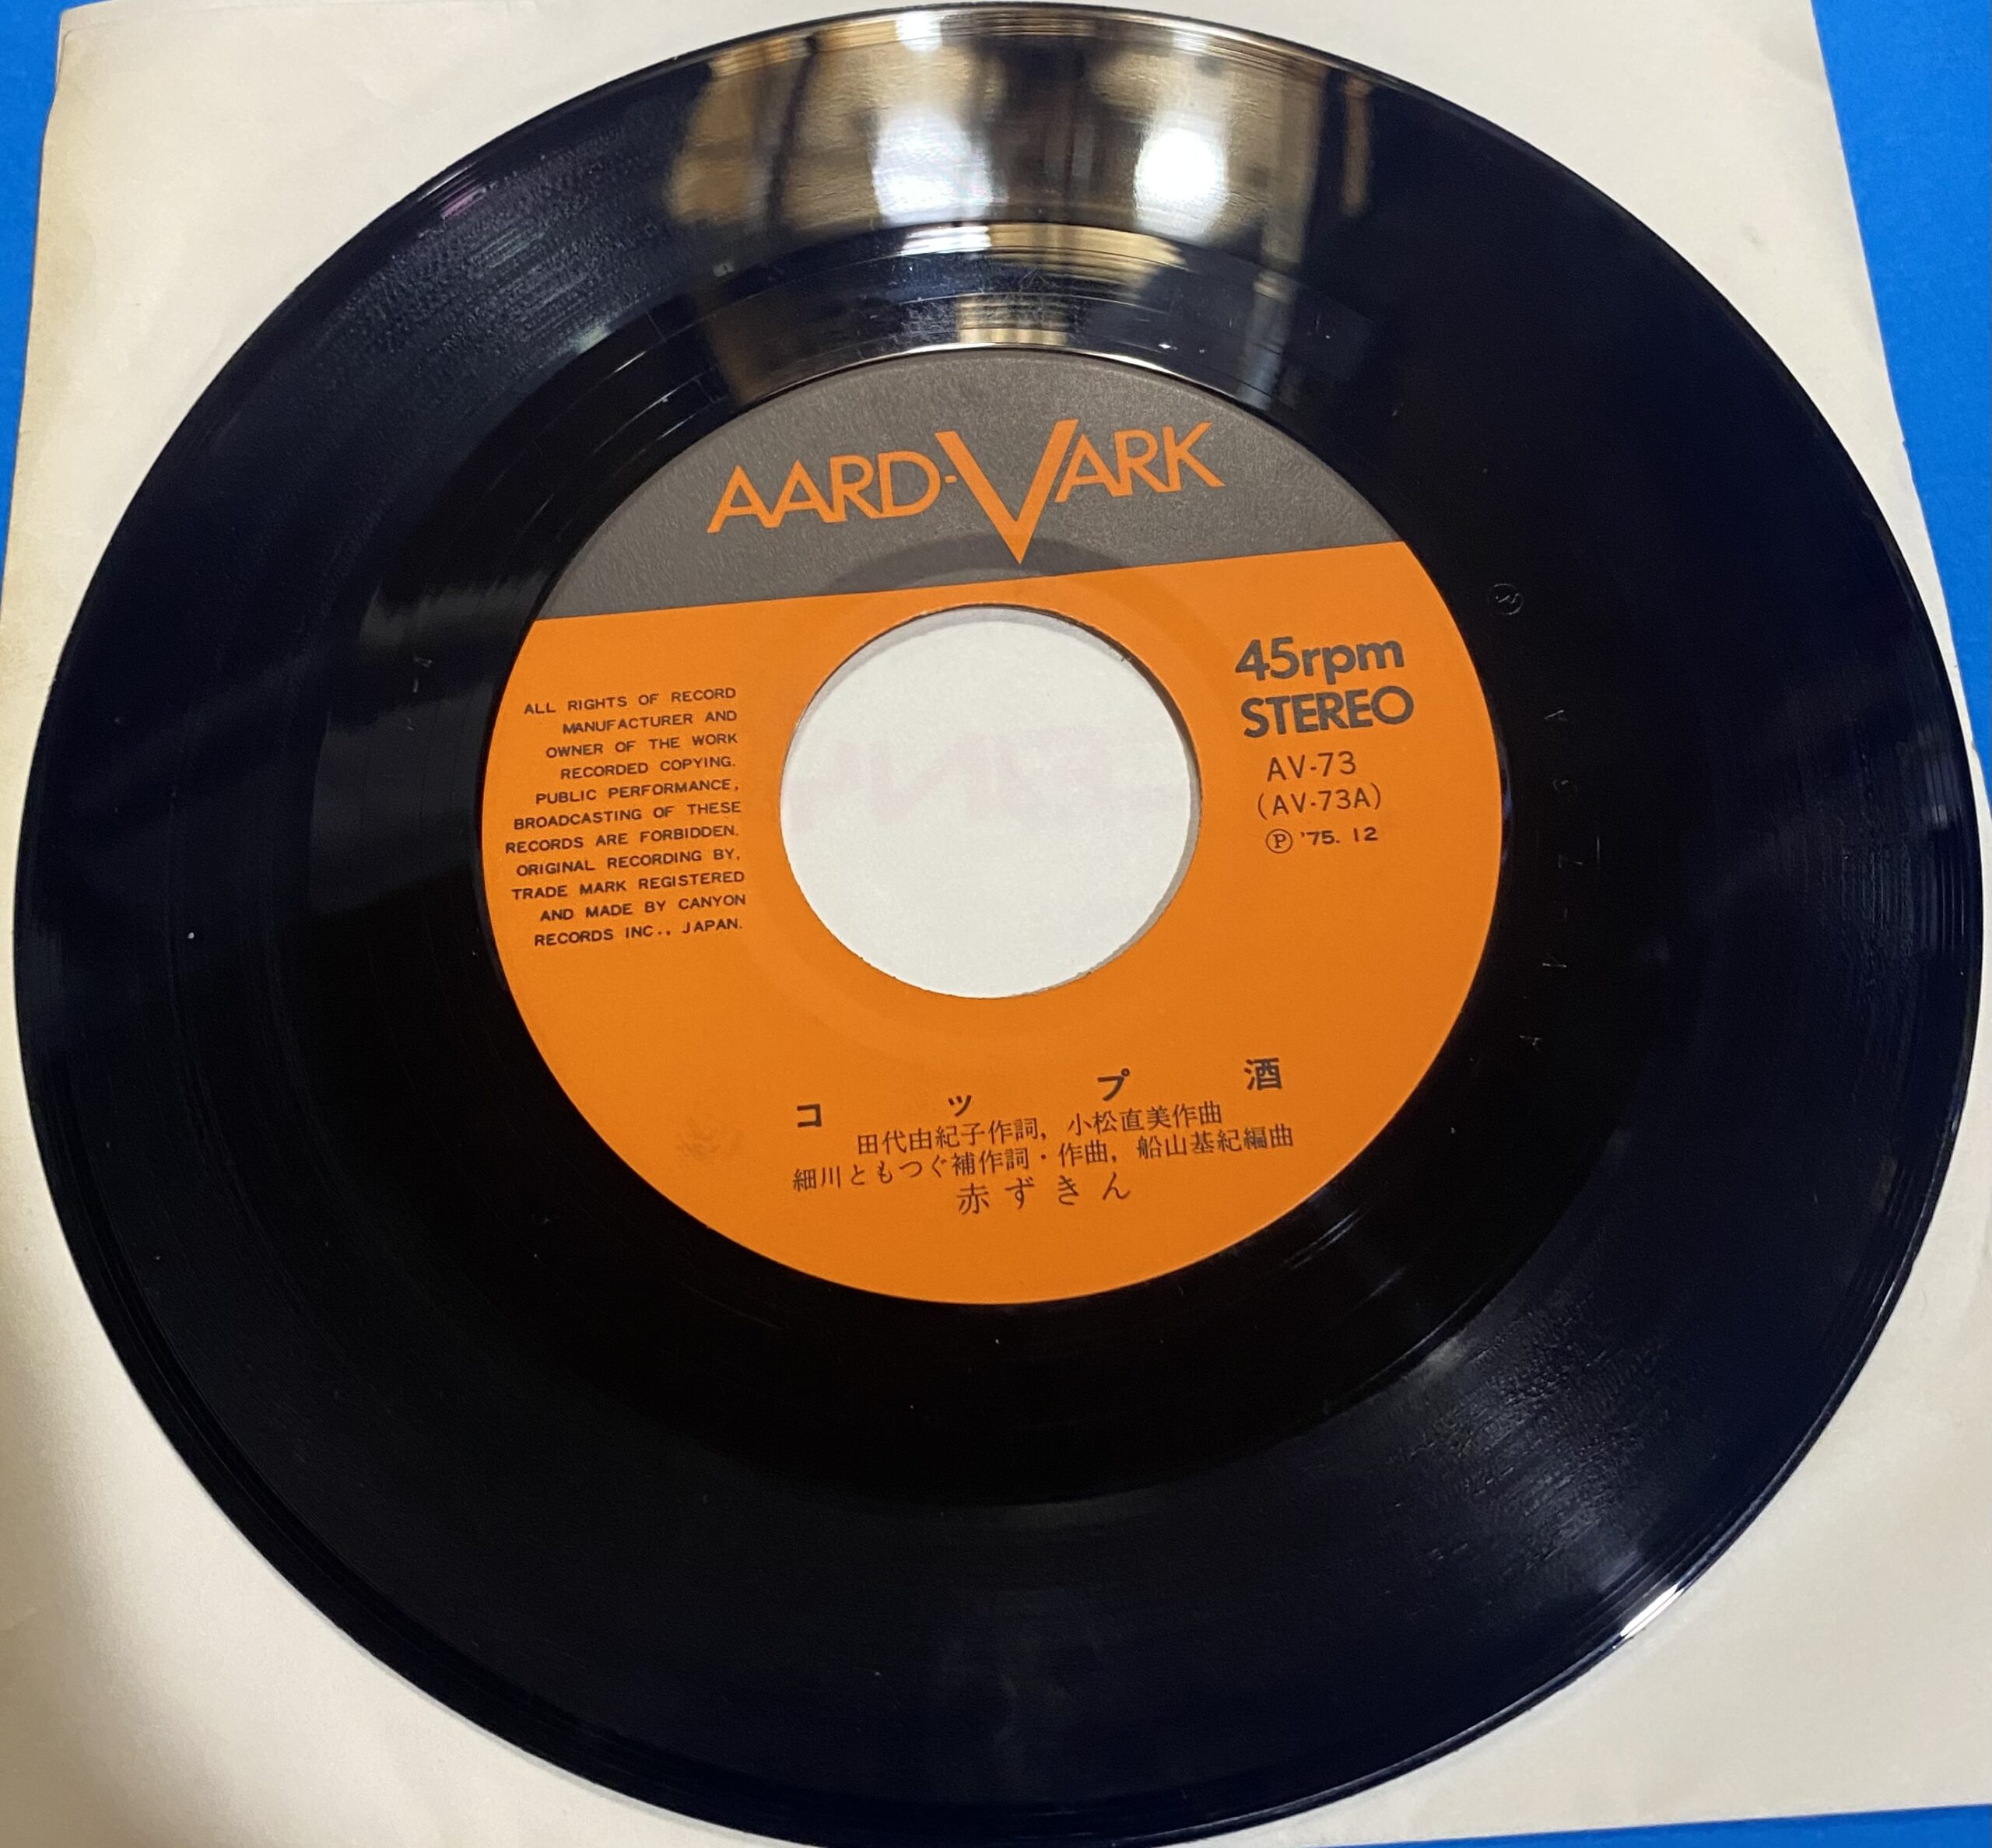 AARD-VARK
ALL RIGHTS OF RECORD
MANUFACTURER AND
OWNER OF THE WORK
RECORDED COPYING.
PUBLIC PERFORMANCE,
BROADCASTING OF THESE
RECORDS ARE FORBIDDEN.
ORIGINAL RECORDING BY,
TRADE MARK REGISTERED
AND MADE BY CANYON
RECORDS INC., JAPAN.
45rpm
STEREO
AV-73
(AV-73A)
Ⓟ '75. 12
コップ酒
田代由紀子作詞, 小松直美作曲
細川ともつぐ補作詞・作曲, 船山基紀編曲
赤ずきん